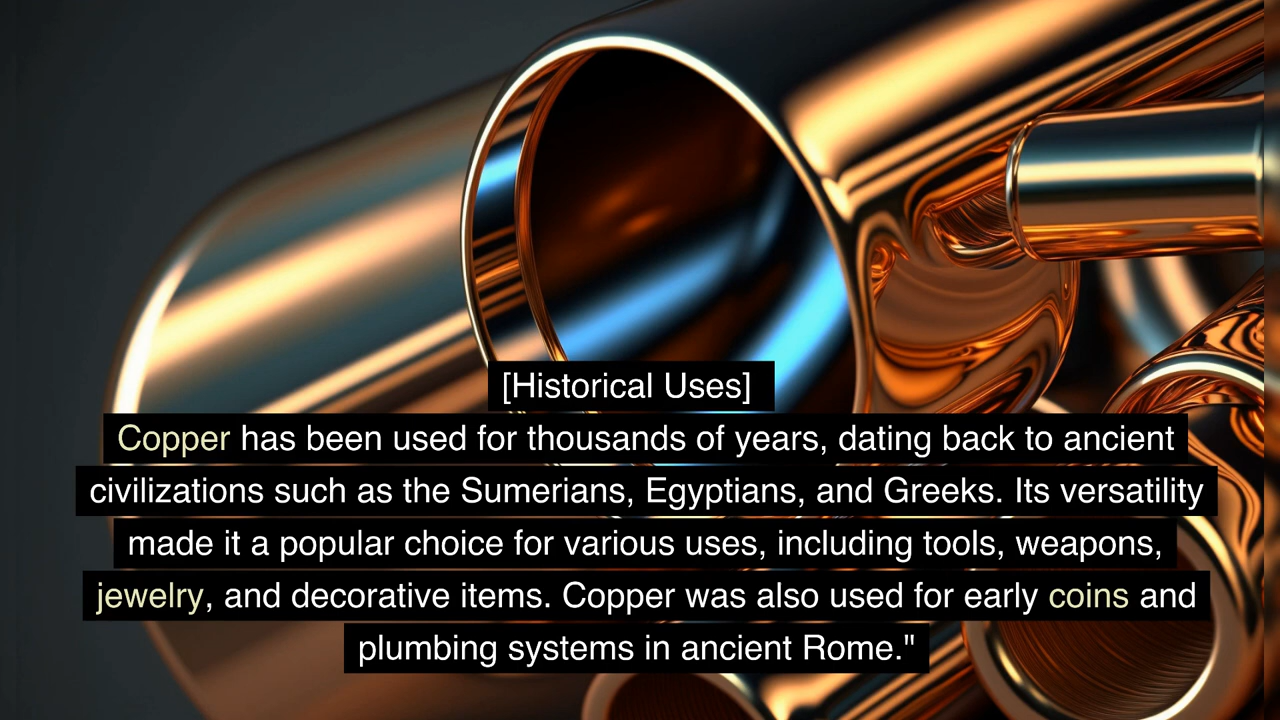 [Historical Uses]
Copper has been used for thousands of years, dating back to ancient
civilizations such as the Sumerians, Egyptians, and Greeks. Its versatility
made it a popular choice for various uses, including tools, weapons,
jewelry, and decorative items. Copper was also used for early coins and
plumbing systems in ancient Rome."